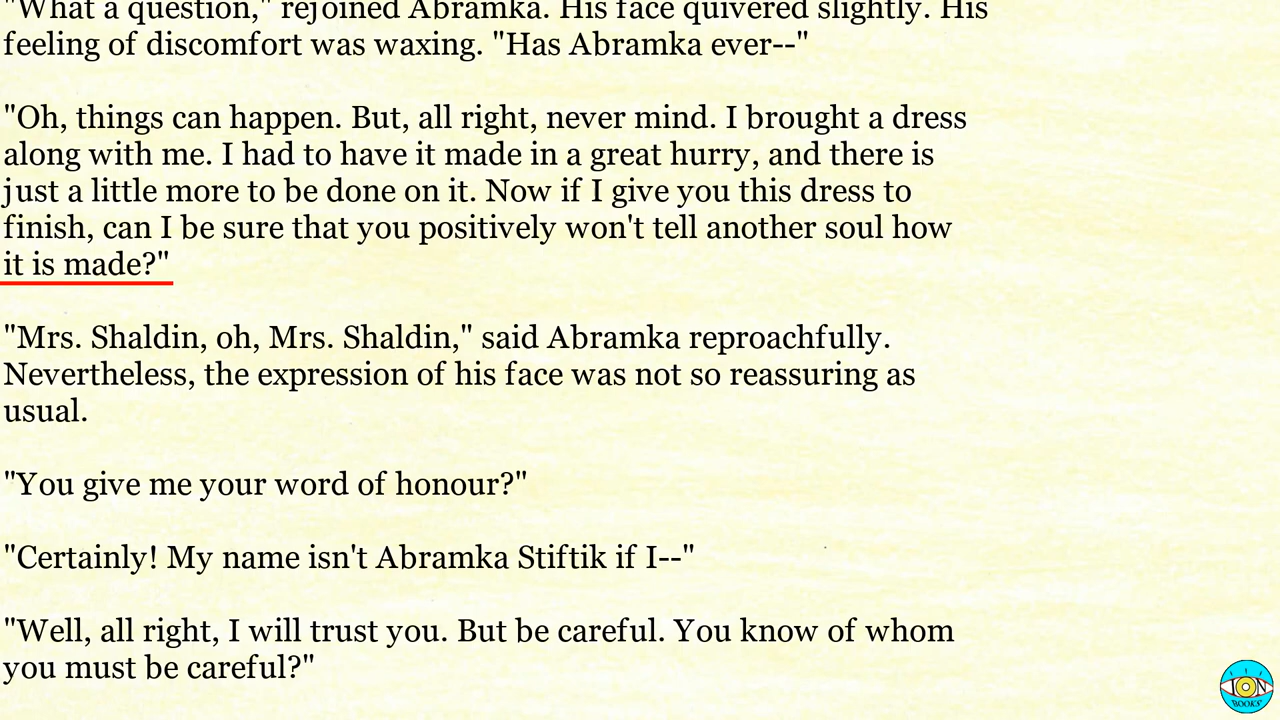 "What a question," rejoined Abramka. His face quivered slightly. His
feeling of discomfort was waxing. "Has Abramka ever--"
"Oh, things can happen. But, all right, never mind. I brought a dress
along with me. I had to have it made in a great hurry, and there is
just a little more to be done on it. Now if I give you this dress to
finish, can I be sure that you positively won't tell another soul how
it is made?"
"Mrs. Shaldin, oh, Mrs. Shaldin," said Abramka reproachfully.
Nevertheless, the expression of his face was not so reassuring as
usual.
"You give me your word of honour?"
"Certainly! My name isn't Abramka Stiftik if I--"
"Well, all right, I will trust you. But be careful. You know of whom
you must be careful?"
ION
BOOKS